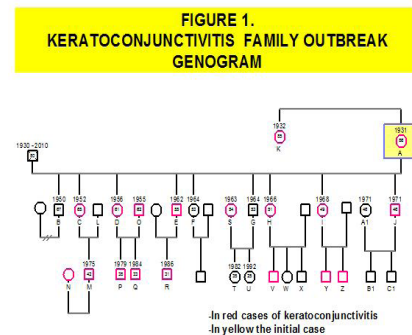 FIGURE 1.
KERATOCONJUNCTIVITIS FAMILY OUTBREAK
GENOGRAM
1932
1931
K
A
1930 -2010
1950 1952 1956 1955 1962 1964 1963 1964 1966 1968 1971 1971
B C L D O E F S G H I A1 J
1975 1979 1984 1986 1982 1992
N M P Q R T U V W X Y Z B1 C1
-In red cases of keratoconjunctivitis
-In yellow the initial case